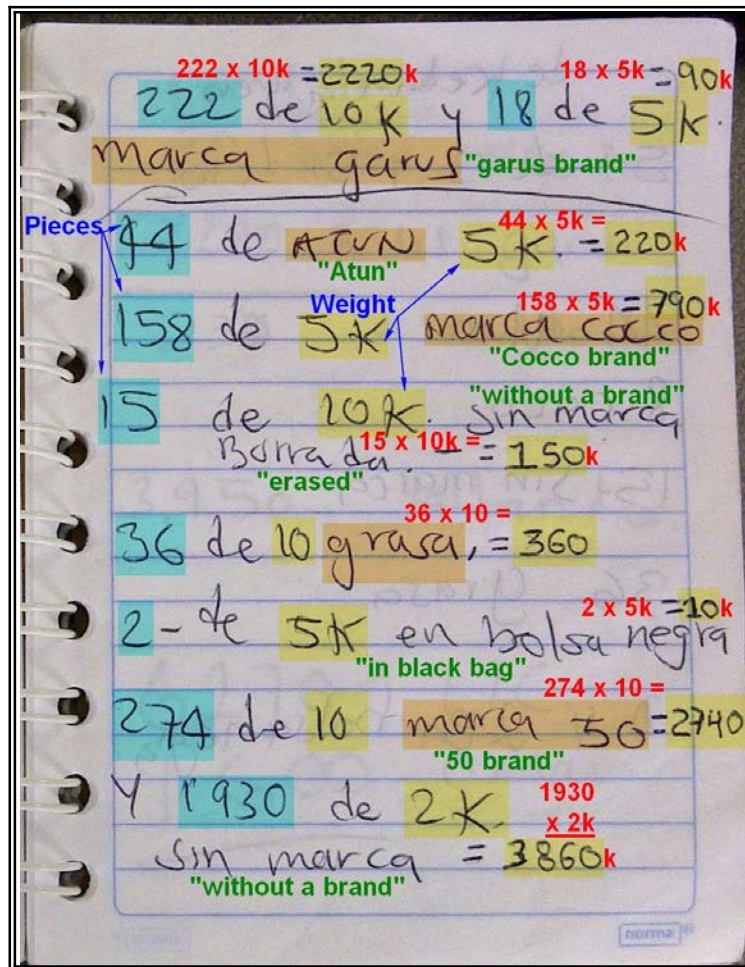 222 x 10k = 2220k 18 x 5k = 90k
222 de 10K y 18 de 5K.
marca garus "garus brand"
Pieces 44 x 5k =
44 de ATUN 5K. = 220k
"Atun"
Weight 158 x 5k = 790k
158 de 5K marca cocco
"Cocco brand"
"without a brand"
15 de 10K. sin marca
Borrada. 15 x 10k = = 150k
"erased"
36 x 10 =
36 de 10 grasa, = 360
2 x 5k = 10k
2- de 5K en bolsa negra
"in black bag"
274 x 10 =
274 de 10 marca 50 = 2740
"50 brand"
Y 1'930 de 2K. 1930
x 2k
Sin marca = 3860k
"without a brand"
norma